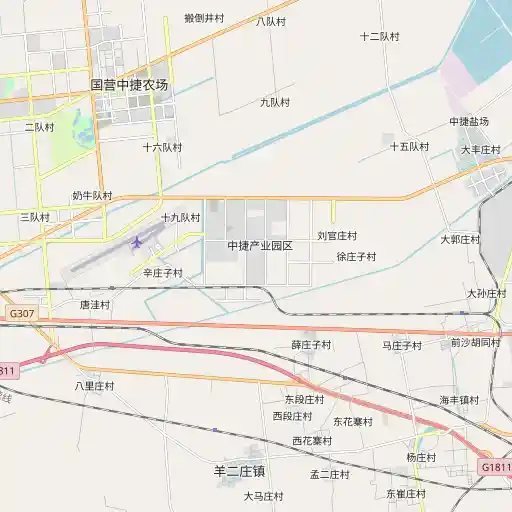 搬倒井村
八队村
十二队村
国营中捷农场
九队村
中捷盐场
二队村
十六队村
十五队村
大丰庄村
奶牛队村
三队村
十九队村
刘官庄村
大郭庄村
中捷产业园区
徐庄子村
辛庄子村
大孙庄村
唐洼村
G307
薛庄子村
马庄子村
前沙胡同村
1811
八里庄村
东段庄村
海丰镇村
西段庄村
东花寨村
西花寨村
杨庄村
羊二庄镇
孟二庄村
G1811
大马庄村
东崔庄村